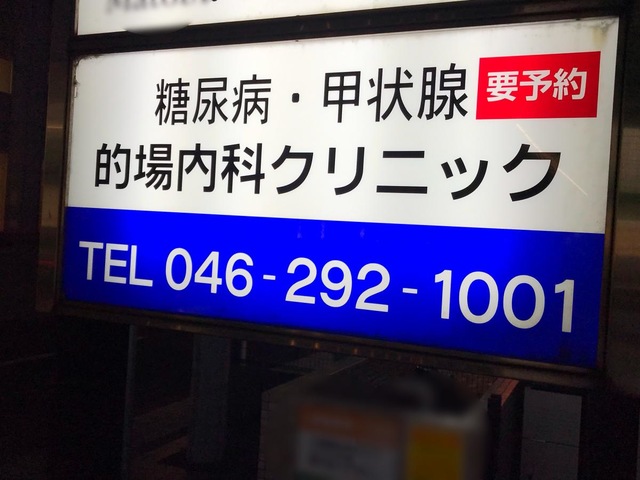 糖尿病・甲状腺 要予約
的場内科クリニック
TEL 046-292-1001